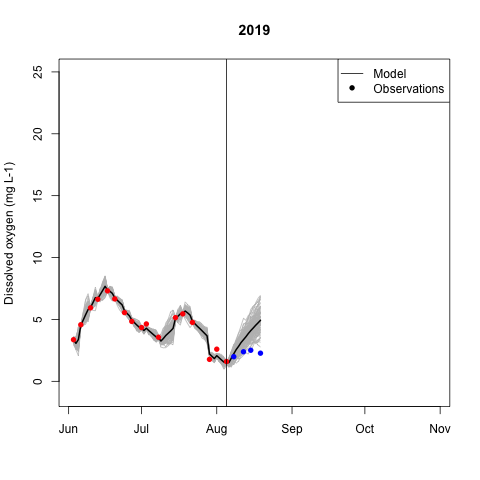 2019
Model
Observations
Dissolved oxygen (mg L-1)
25
20
15
10
5
0
Jun Jul Aug Sep Oct Nov